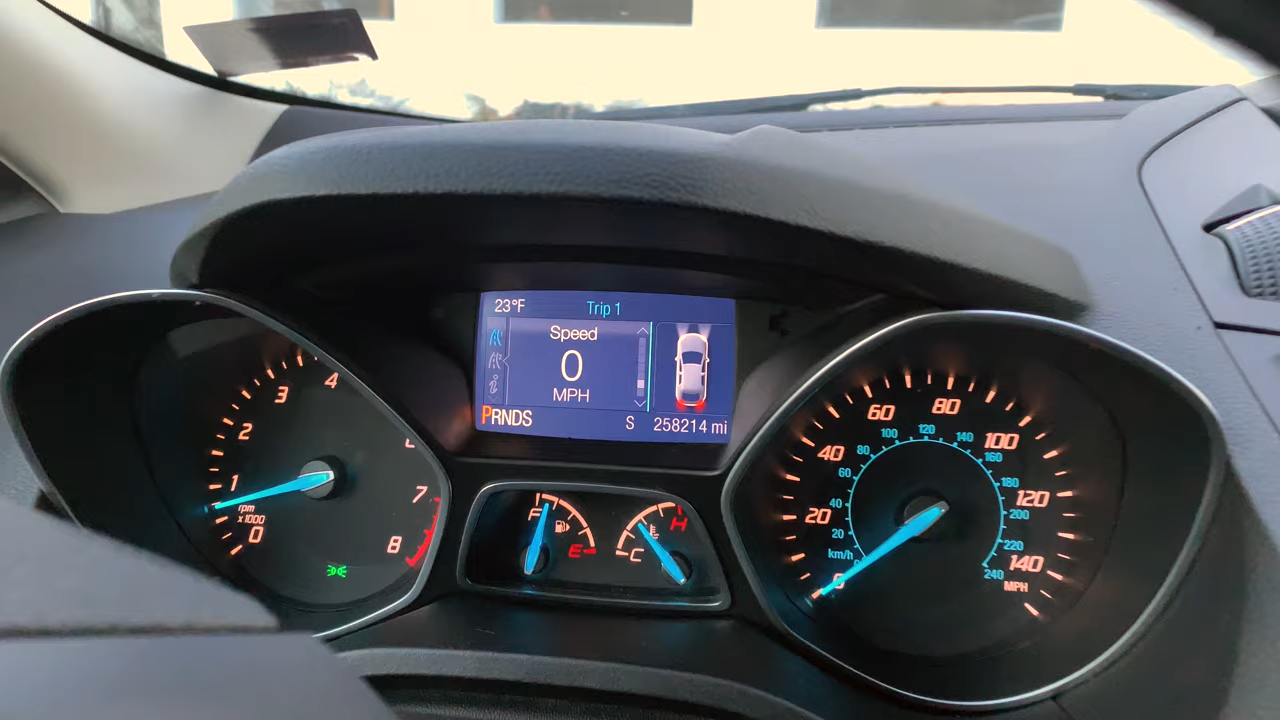 23°F Trip 1
Speed
0
MPH
PRNDS S 258214 mi
4
3
2
1
rpm
x1000
0
7
8
F
E
H
C
60 80
100
40
120
20
140
MPH
0
100 120 140
80 160
60 180
40 200
20 220
km/h 240